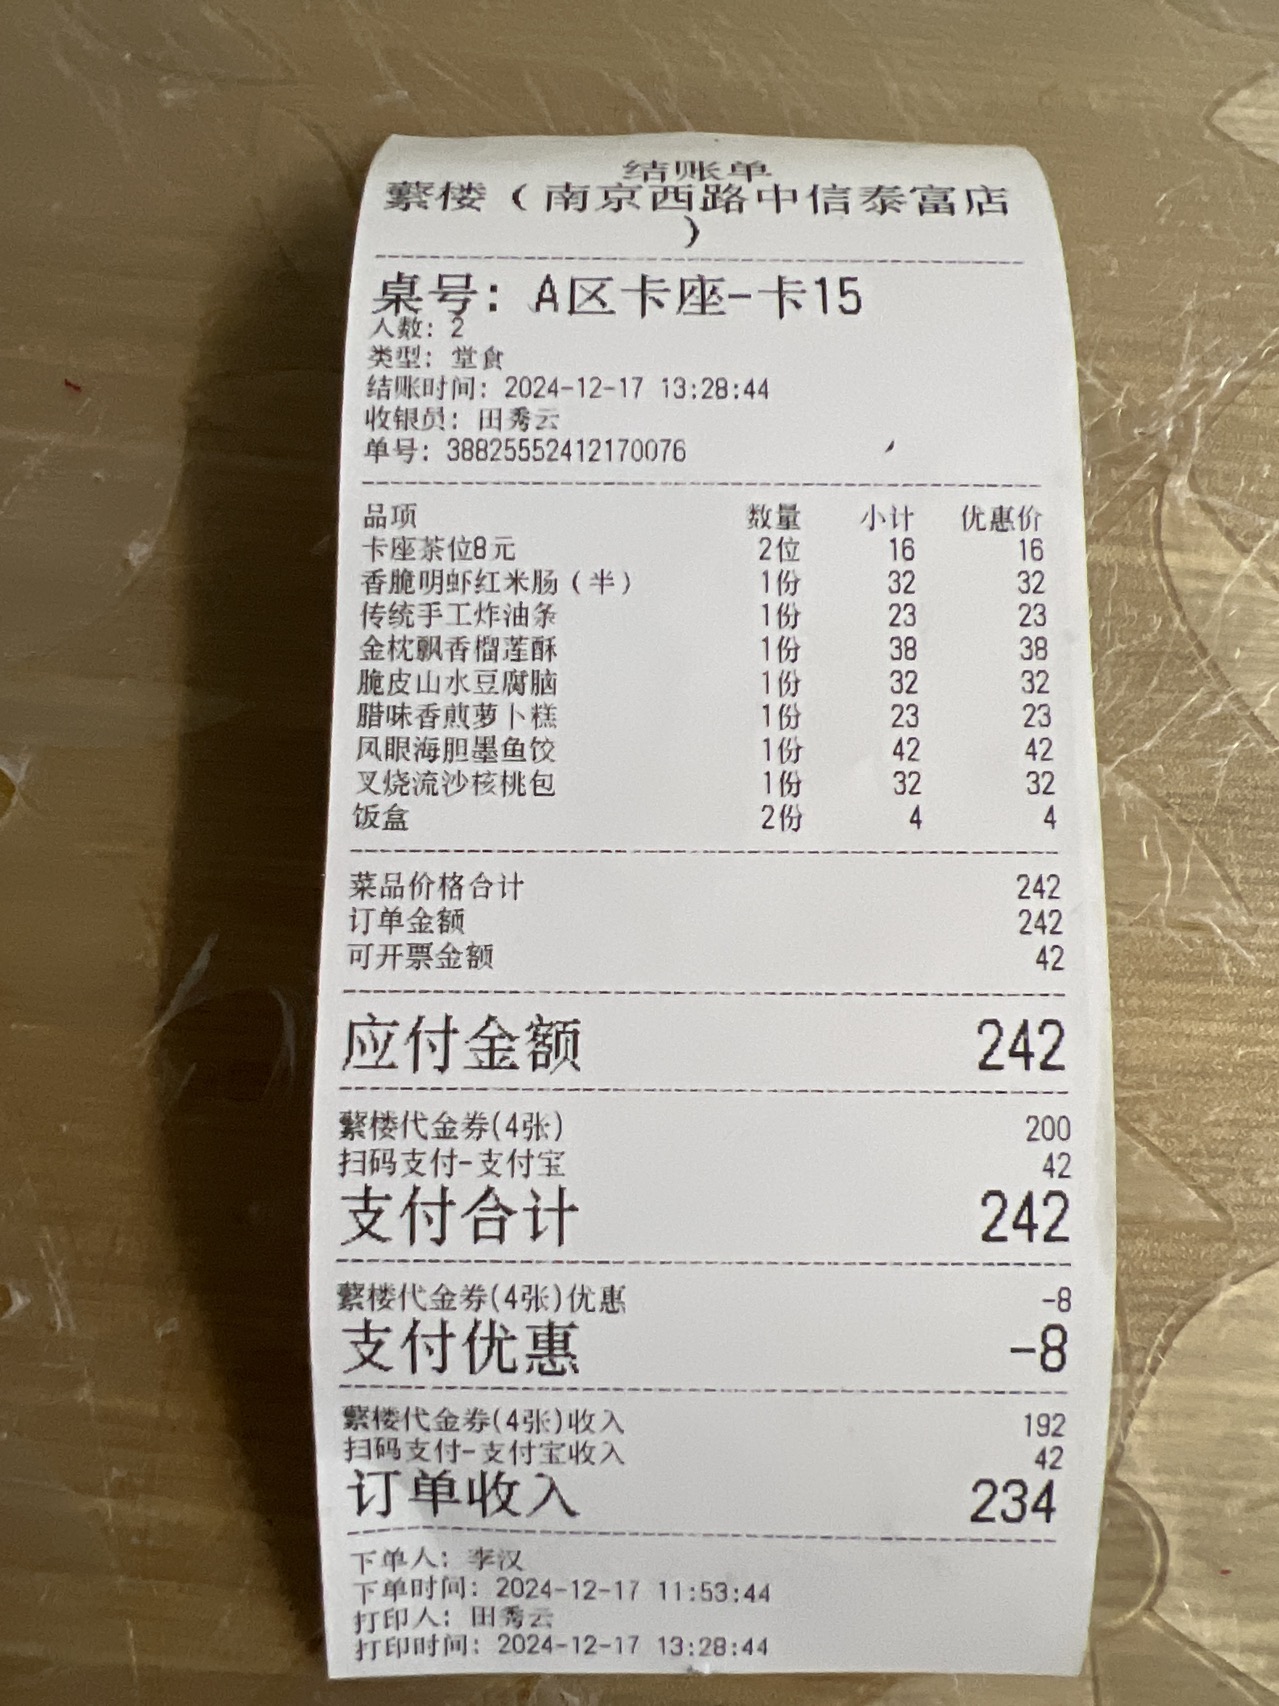 结账单
蘩楼（南京西路中信泰富店
）
桌号：A区卡座-卡15
人数：2
类型：堂食
结账时间：2024-12-17 13:28:44
收银员：田秀云
单号：38825552412170076
品项 数量 小计 优惠价
卡座茶位8元 2位 16 16
香脆明虾红米肠（半） 1份 32 32
传统手工炸油条 1份 23 23
金枕飘香榴莲酥 1份 38 38
脆皮山水豆腐脑 1份 32 32
腊味香煎萝卜糕 1份 23 23
凤眼海胆墨鱼饺 1份 42 42
叉烧流沙核桃包 1份 32 32
饭盒 2份 4 4
菜品价格合计 242
订单金额 242
可开票金额 42
应付金额 242
蘩楼代金券(4张) 200
扫码支付-支付宝 42
支付合计 242
蘩楼代金券(4张)优惠 -8
支付优惠 -8
蘩楼代金券(4张)收入 192
扫码支付-支付宝收入 42
订单收入 234
下单人：李汉
下单时间：2024-12-17 11:53:44
打印人：田秀云
打印时间：2024-12-17 13:28:44